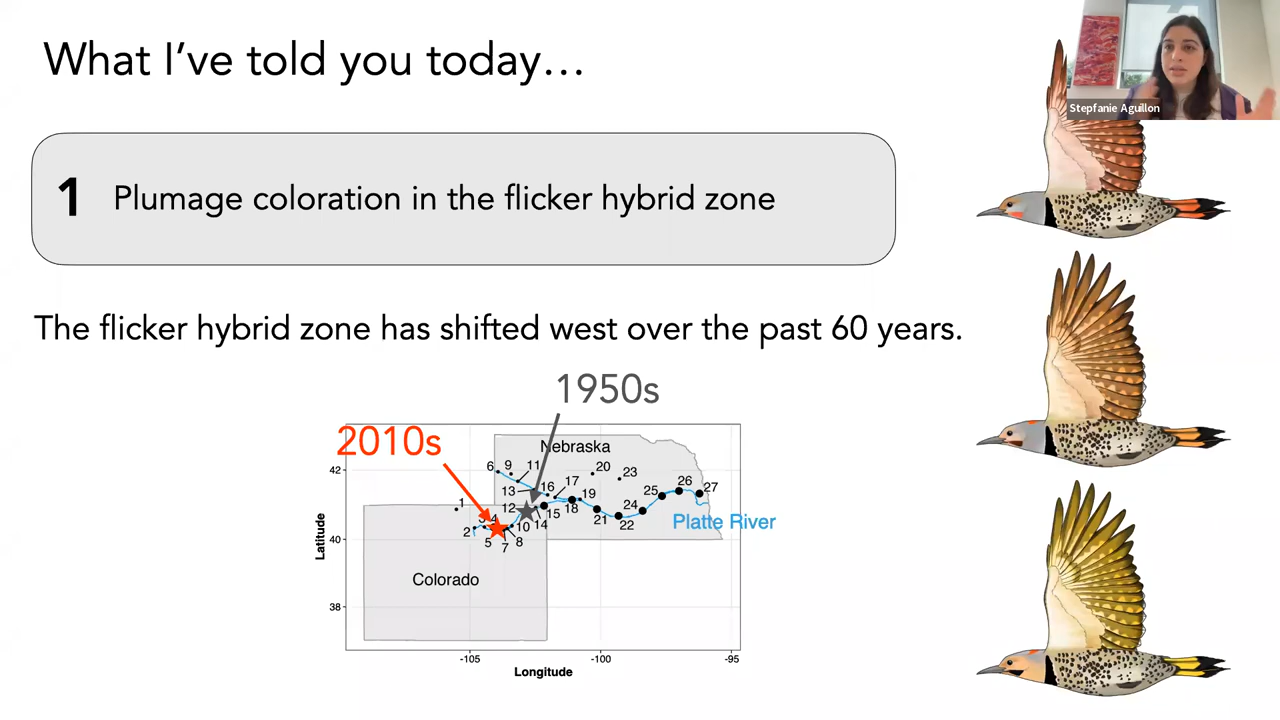 What I've told you today…
Stepfanie Aguillon
1 Plumage coloration in the flicker hybrid zone
The flicker hybrid zone has shifted west over the past 60 years.
1950s
2010s
Nebraska
6 9 11 20 23
42
13 16 17 19 25 26 27
1 12 15 18 24
2 3 4 10 14 21 22
Platte River
5 7 8
40
Latitude
Colorado
38
-105 -100 -95
Longitude